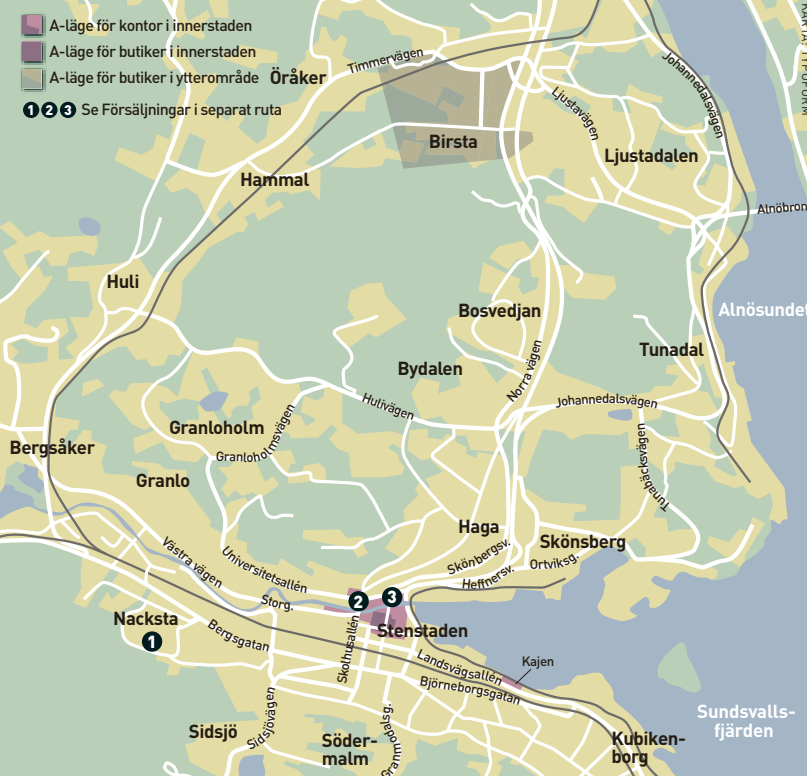 A-läge för kontor i innerstaden
A-läge för butiker i innerstaden
A-läge för butiker i ytterområde
1 2 3 Se Försäljningar i separat ruta
Öråker
Timmervägen
Johannedalsvägen
Ljustavägen
Birsta
Ljustadalen
Hammal
Alnöbron
Huli
Bosvedjan
Alnösundet
Tunadal
Bydalen
Norra vägen
Hulivägen
Johannedalsvägen
Granloholm
Granloholmsvägen
Bergsåker
Tunabäcksvägen
Granlo
Haga
Skönsberg
Skönbergsv.
Ortviksg.
Heffnersv.
Västra vägen
Universitetsallén
Storg.
2
3
Nacksta
1
Bergsgatan
Skolhusallén
Stenstaden
Landsvägsallén
Kajen
Björneborgsgatan
Sidsjövägen
Sidsjö
Söder-
malm
Kubiken-
borg
Sundsvalls-
fjärden